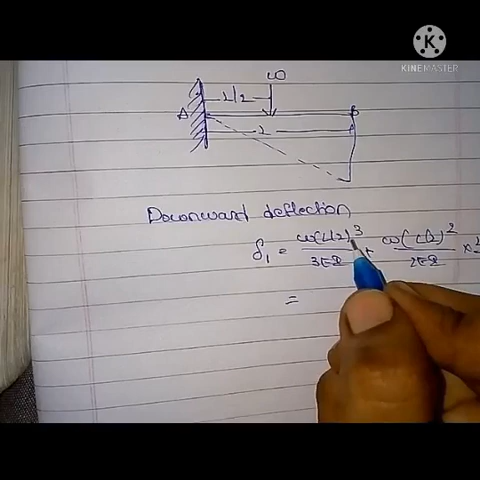 K
KINEMASTER
W
L/2
A
B
L
Downward deflection
δ₁ = W(L/2)³/3EI + W(L/2)²/2EI × L
=